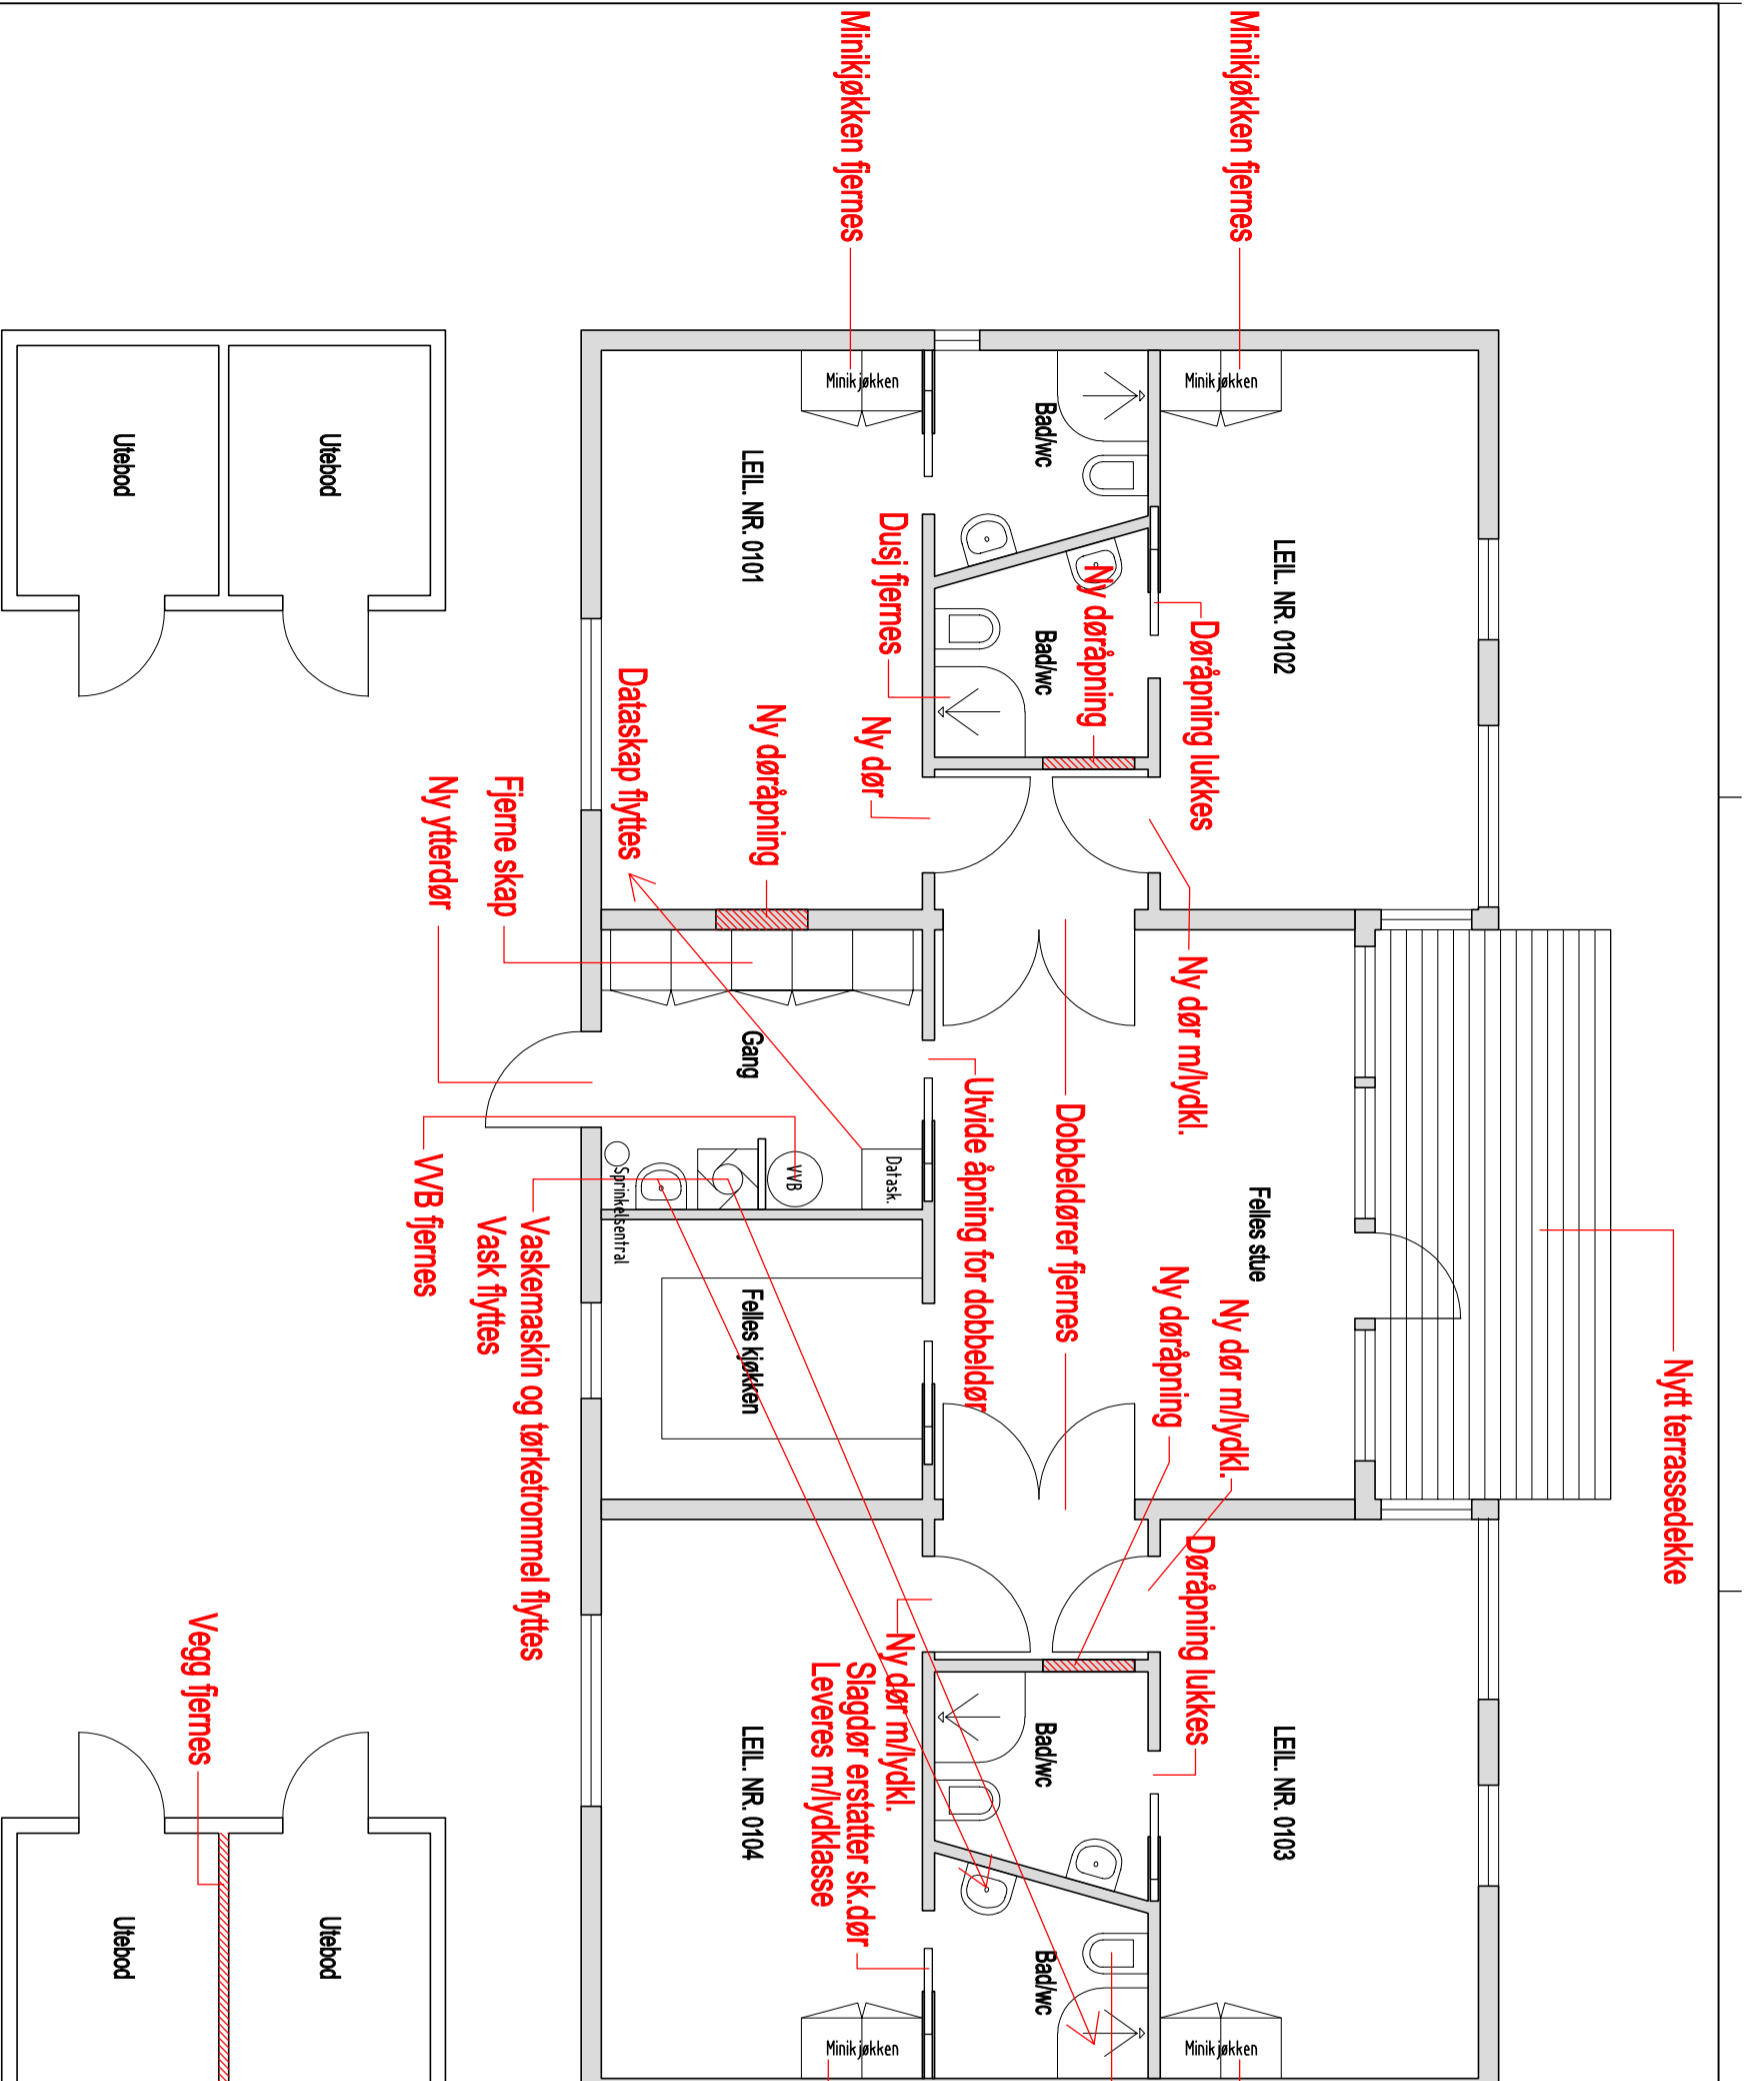 Nytt terrassedekke
Minikjøkken fjernes
Minikjøkken
LEIL. NR. 0102
Døråpning lukkes
Ny dør m/lydkl.
Felles stue
Ny dør m/lydkl.
Ny døråpning
Døråpning lukkes
LEIL. NR. 0103
Minikjøkken
Bad/wc
Ny døråpning
Bad/wc
Dobbeldører fjernes
Utvide åpning for dobbeldør
Bad/wc
Bad/wc
Minikjøkken fjernes
Minikjøkken
Dusj fjernes
Ny dør
Datask.
Ny dør m/lydkl.
Slagdør erstatter sk.dør
Leveres m/lydklasse
Minikjøkken
LEIL. NR. 0101
Ny døråpning
Gang
VVB
Felles kjøkken
LEIL. NR. 0104
Dataskap flyttes
Sprinkelsentral
Fjerne skap
Ny ytterdør
Vaskemaskin og tørketrommel flyttes
Vask flyttes
VVB fjernes
Utebod
Utebod
Vegg fjernes
Utebod
Utebod